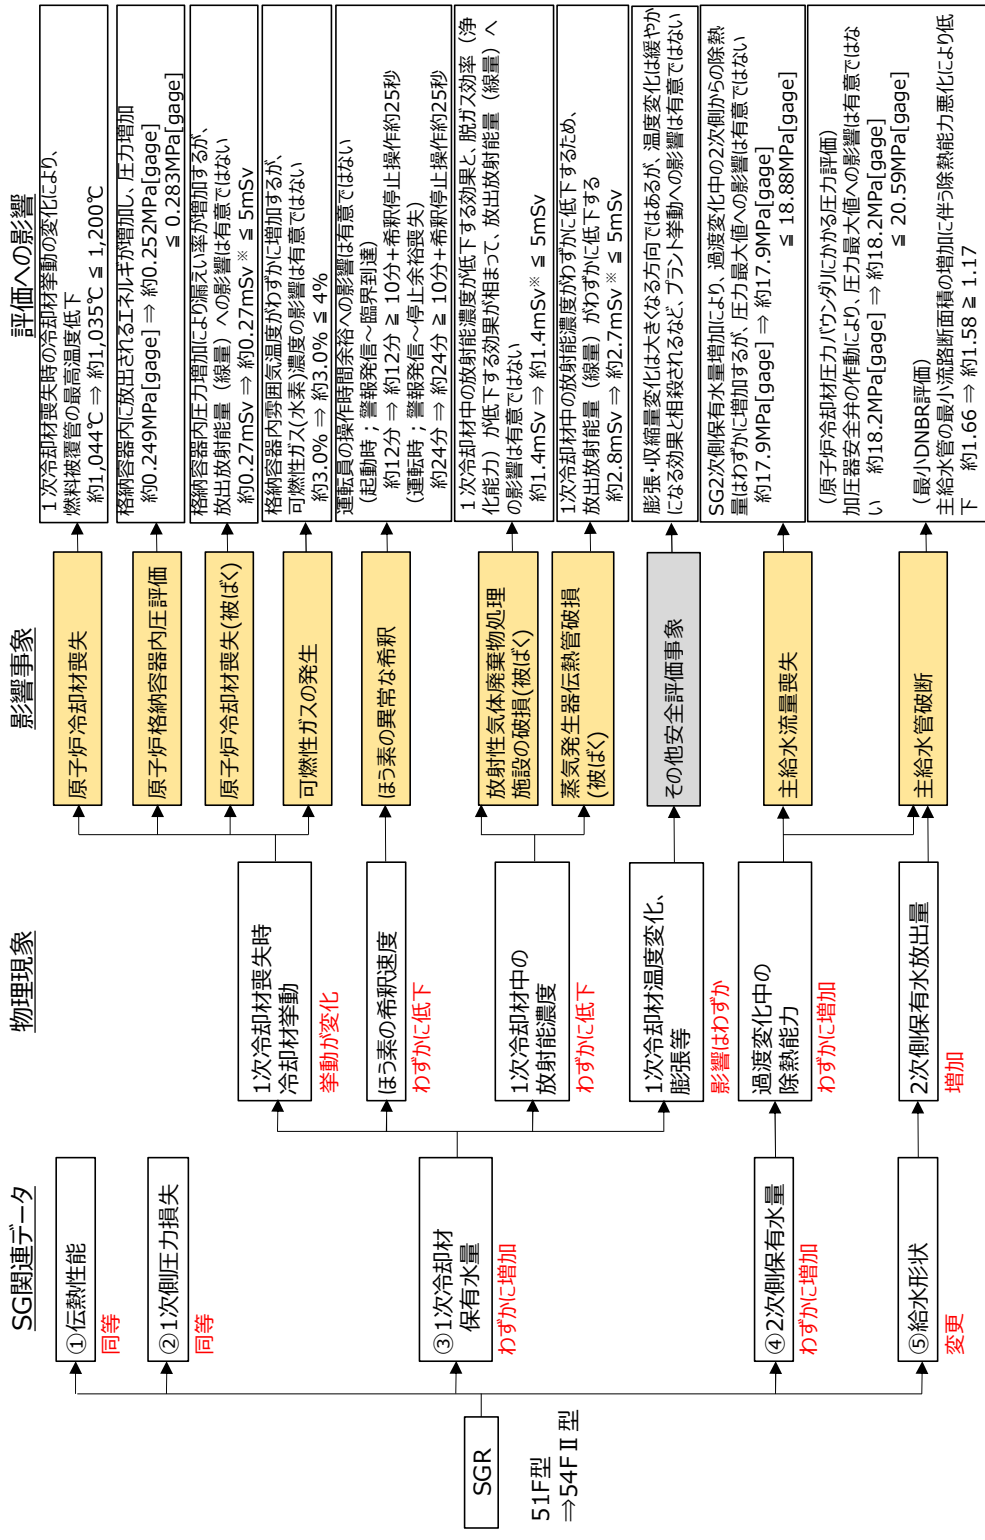 SG関連データ
物理現象
影響事象
評価への影響
SGR
51F型
⇒54FⅡ型
①伝熱性能
同等
②1次側圧力損失
同等
③1次冷却材
保有水量
わずかに増加
④2次側保有水量
わずかに増加
⑤給水形状
変更
1次冷却材喪失時
冷却材挙動
挙動が変化
ほう素の希釈速度
わずかに低下
1次冷却材中の
放射能濃度
わずかに低下
1次冷却材温度変化、
膨張等
影響はわずか
過渡変化中の
除熱能力
わずかに増加
2次側保有水放出量
増加
原子炉冷却材喪失
原子炉格納容器内圧評価
原子炉冷却材喪失(被ばく)
可燃性ガスの発生
ほう素の異常な希釈
放射性気体廃棄物処理
施設の破損(被ばく)
蒸気発生器伝熱管破損
(被ばく)
その他安全評価事象
主給水流量喪失
主給水管破断
1次冷却材喪失時の冷却材挙動の変化により、
燃料被覆管の最高温度低下
約1,044℃ ⇒ 約1,035℃ ≦ 1,200℃
格納容器内に放出されるエネルギが増加し、圧力増加
約0.249MPa[gage] ⇒ 約0.252MPa[gage]
≦ 0.283MPa[gage]
格納容器内圧力増加により漏えい率が増加するが、
放出放射能量（線量）への影響は有意ではない
約0.27mSv ⇒ 約0.27mSv※ ≦ 5mSv
格納容器内雰囲気温度がわずかに増加するが、
可燃性ガス(水素)濃度の影響は有意ではない
約3.0% ⇒ 約3.0% ≦ 4%
運転員の操作時間余裕への影響は有意ではない
(起動時；警報発信～臨界到達)
約12分 ⇒ 約12分 ≧ 10分+希釈停止操作約25秒
(運転時；警報発信～停止余裕喪失)
約24分 ⇒ 約24分 ≧ 10分+希釈停止操作約25秒
1次冷却材中の放射能濃度が低下する効果と、脱ガス効率（浄
化能力）が低下する効果が相まって、放出放射能量（線量）へ
の影響は有意ではない
約1.4mSv ⇒ 約1.4mSv※ ≦ 5mSv
1次冷却材中の放射能濃度がわずかに低下するため、
放出放射能量（線量）がわずかに低下する
約2.8mSv ⇒ 約2.7mSv※ ≦ 5mSv
膨張・収縮量変化は大きくなる方向ではあるが、温度変化は緩やか
になる効果と相殺されるなど、プラント挙動への影響は有意ではない
SG2次側保有水量増加により、過渡変化中の2次側からの除熱
量はわずかに増加するが、圧力最大値への影響は有意ではない
約17.9MPa[gage] ⇒ 約17.9MPa[gage]
≦ 18.88MPa[gage]
(原子炉冷却材圧力バウンダリにかかる圧力評価)
加圧器安全弁の作動により、圧力最大値への影響は有意ではな
い 約18.2MPa[gage] ⇒ 約18.2MPa[gage]
≦ 20.59MPa[gage]
(最小DNBR評価)
主給水管の最小流路断面積の増加に伴う除熱能力悪化により低
下 約1.66 ⇒ 約1.58 ≧ 1.17